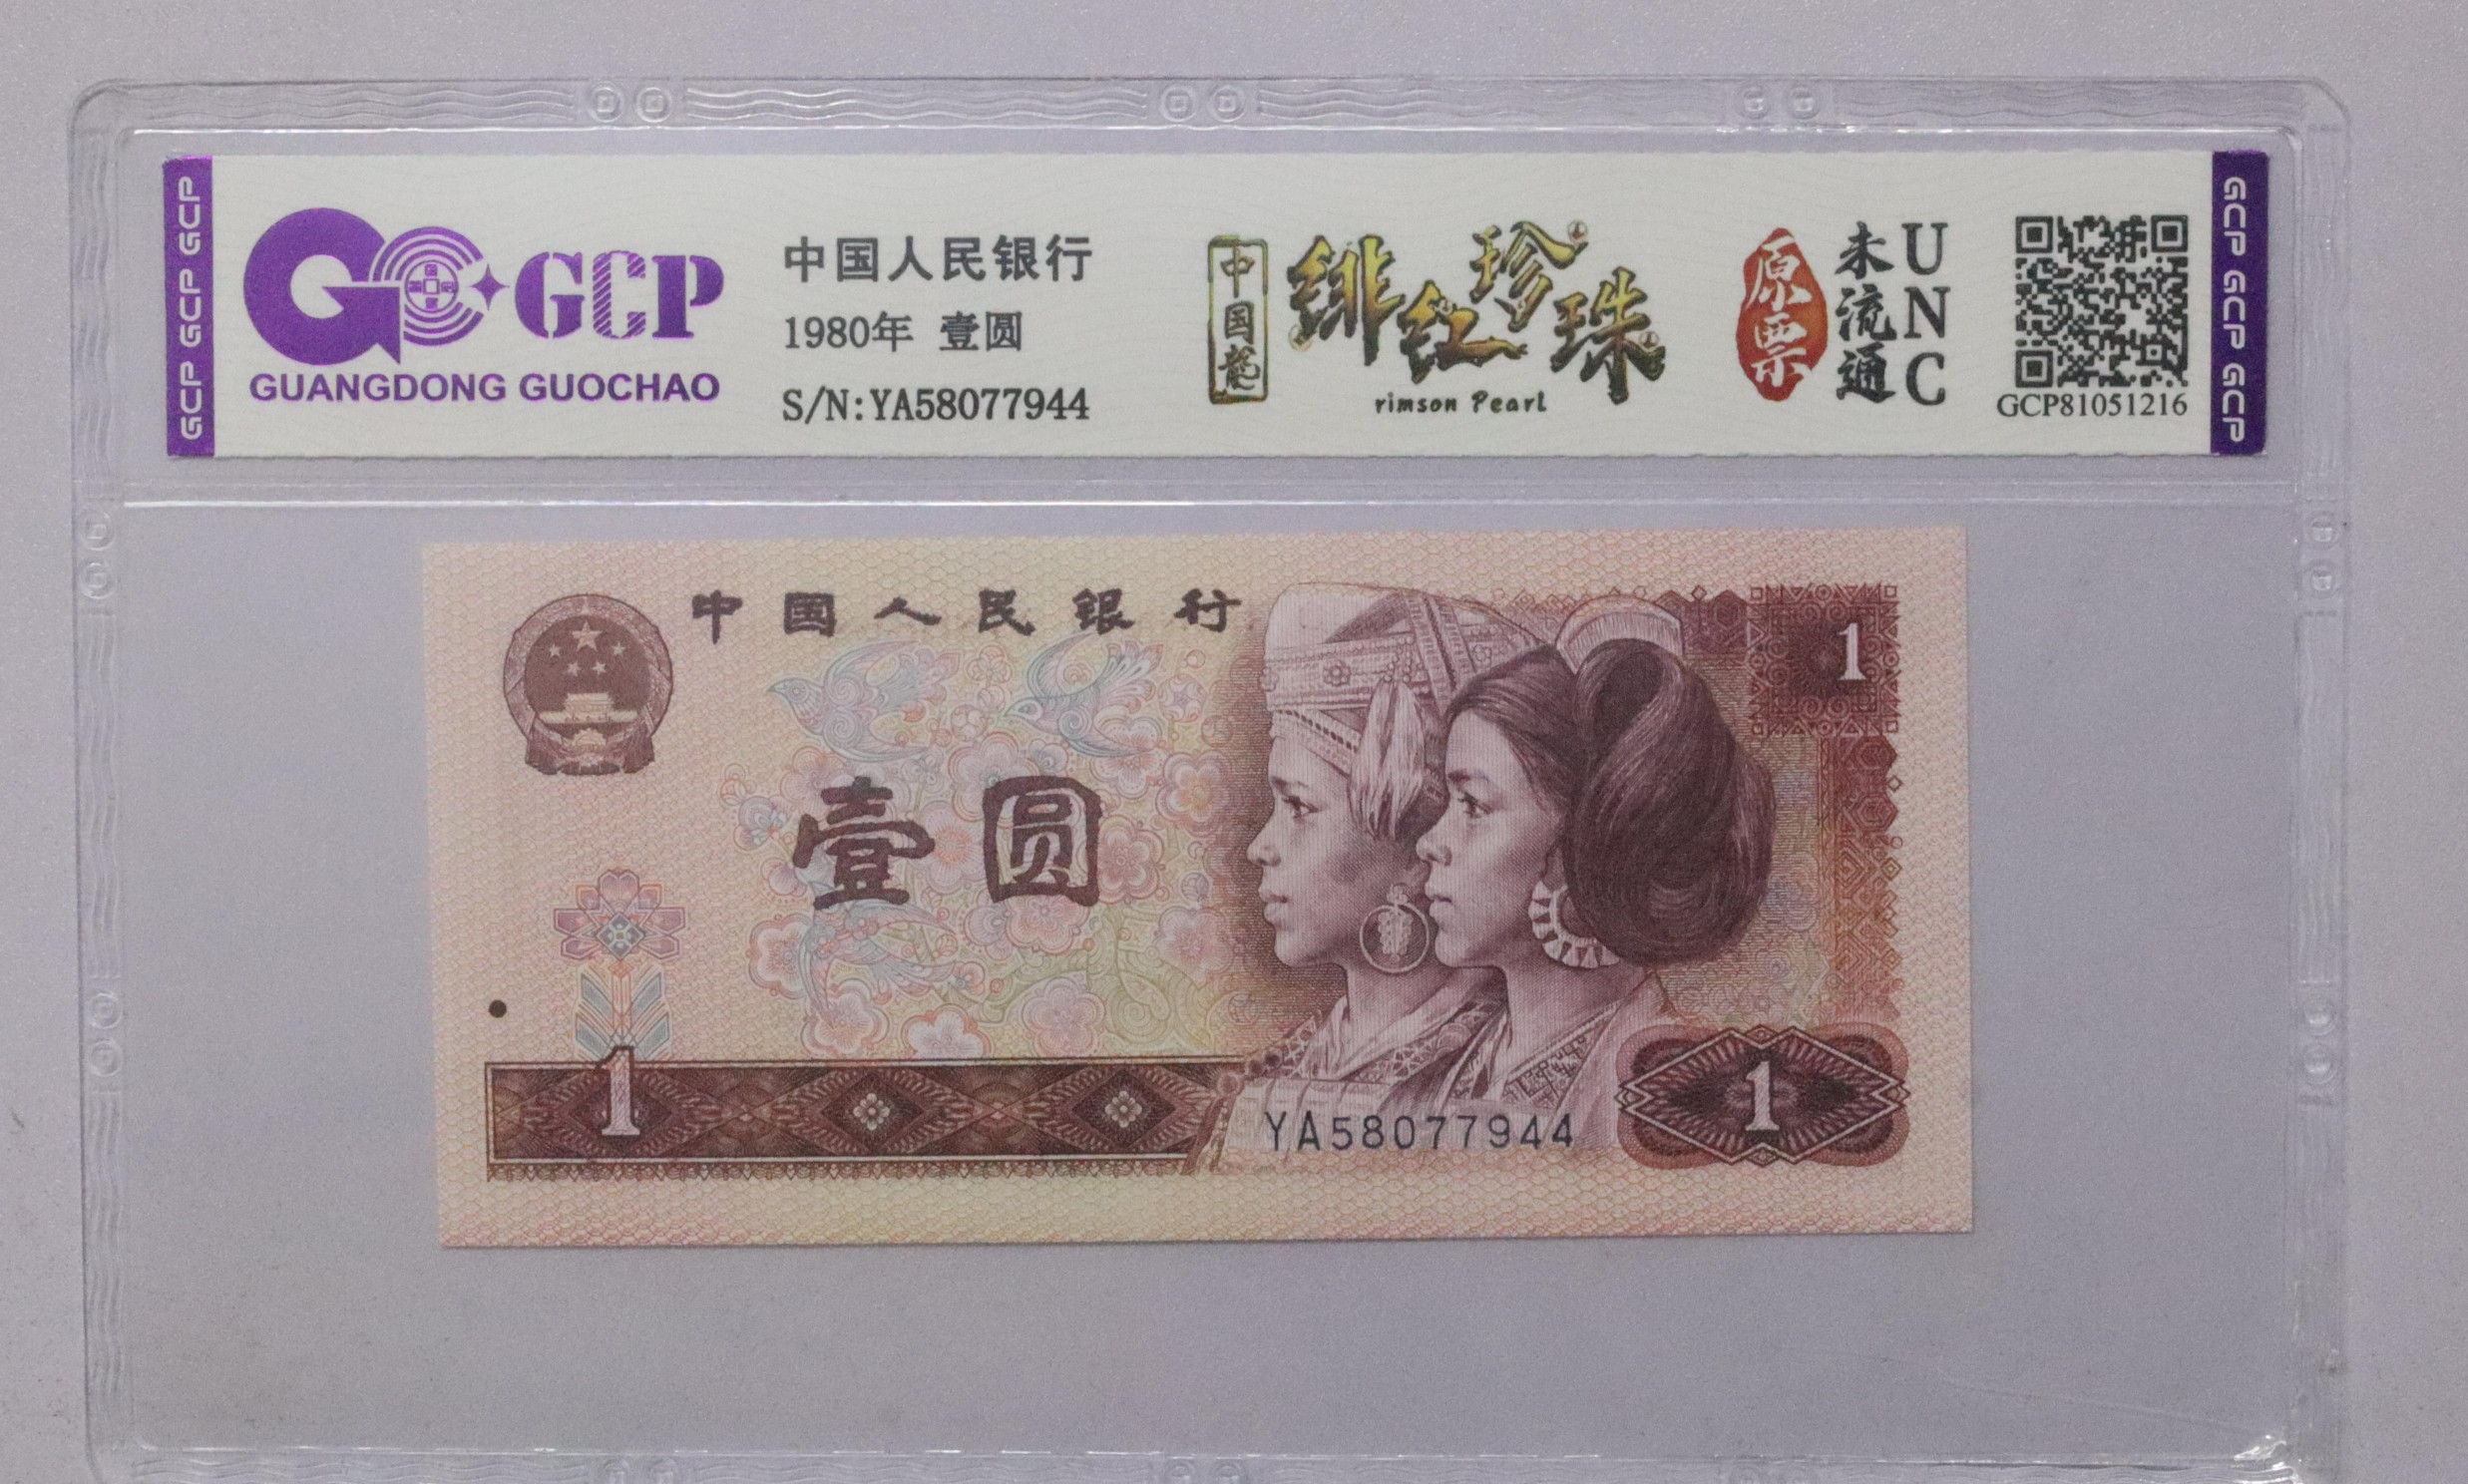 GCP GCP GCP
GCP
GUANGDONG GUOCHAO
中国人民银行
1980年 壹圆
S/N:YA58077944
中国龍
绯红珍珠
rimson Pearl
原票
未流通
UNC
GCP81051216
GCP GCP GCP
中国人民银行
1
壹圆
1
YA58077944
1